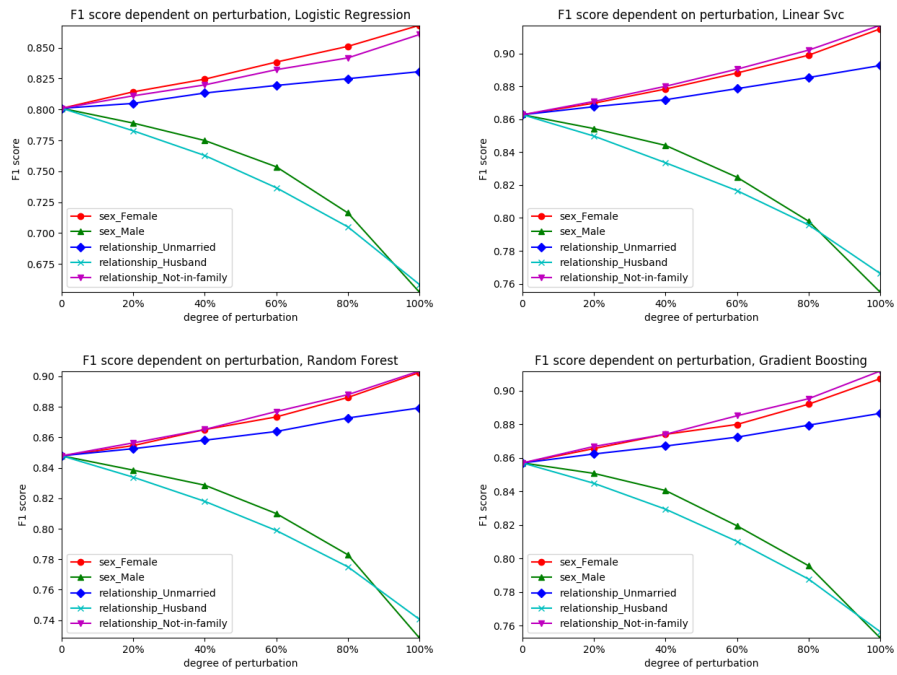 F1 score dependent on perturbation, Logistic Regression
F1 score
0.850
0.825
0.800
0.775
0.750
0.725
0.700
0.675
sex_Female
sex_Male
relationship_Unmarried
relationship_Husband
relationship_Not-in-family
0 20% 40% 60% 80% 100%
degree of perturbation
F1 score dependent on perturbation, Linear Svc
F1 score
0.90
0.88
0.86
0.84
0.82
0.80
0.78
0.76
sex_Female
sex_Male
relationship_Unmarried
relationship_Husband
relationship_Not-in-family
0 20% 40% 60% 80% 100%
degree of perturbation
F1 score dependent on perturbation, Random Forest
F1 score
0.90
0.88
0.86
0.84
0.82
0.80
0.78
0.76
0.74
sex_Female
sex_Male
relationship_Unmarried
relationship_Husband
relationship_Not-in-family
0 20% 40% 60% 80% 100%
degree of perturbation
F1 score dependent on perturbation, Gradient Boosting
F1 score
0.90
0.88
0.86
0.84
0.82
0.80
0.78
0.76
sex_Female
sex_Male
relationship_Unmarried
relationship_Husband
relationship_Not-in-family
0 20% 40% 60% 80% 100%
degree of perturbation